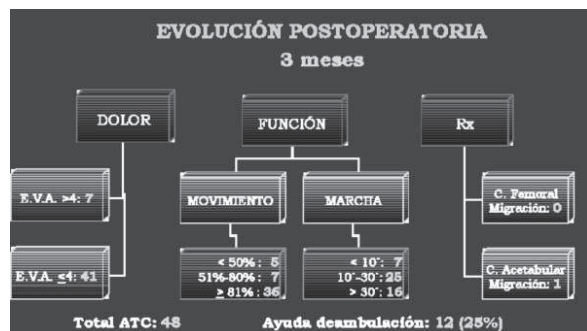 EVOLUCIÓN POSTOPERATORIA
3 meses
DOLOR
FUNCIÓN
Rx
E.V.A. >4: 7
E.V.A. ≤4: 41
MOVIMIENTO
MARCHA
< 50% : 5
51%-80% : 7
≥ 81% : 36
< 10': 7
10'-30': 25
> 30': 16
C. Femoral
Migración: 0
C. Acetabular
Migración: 1
Total ATC: 48
Ayuda deambulación: 12 (25%)